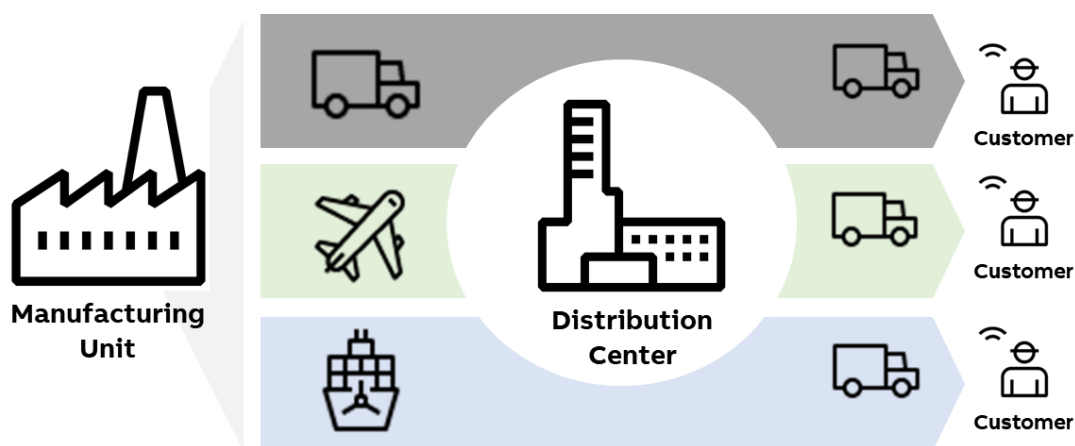 Manufacturing
Unit
Distribution
Center
Customer
Customer
Customer